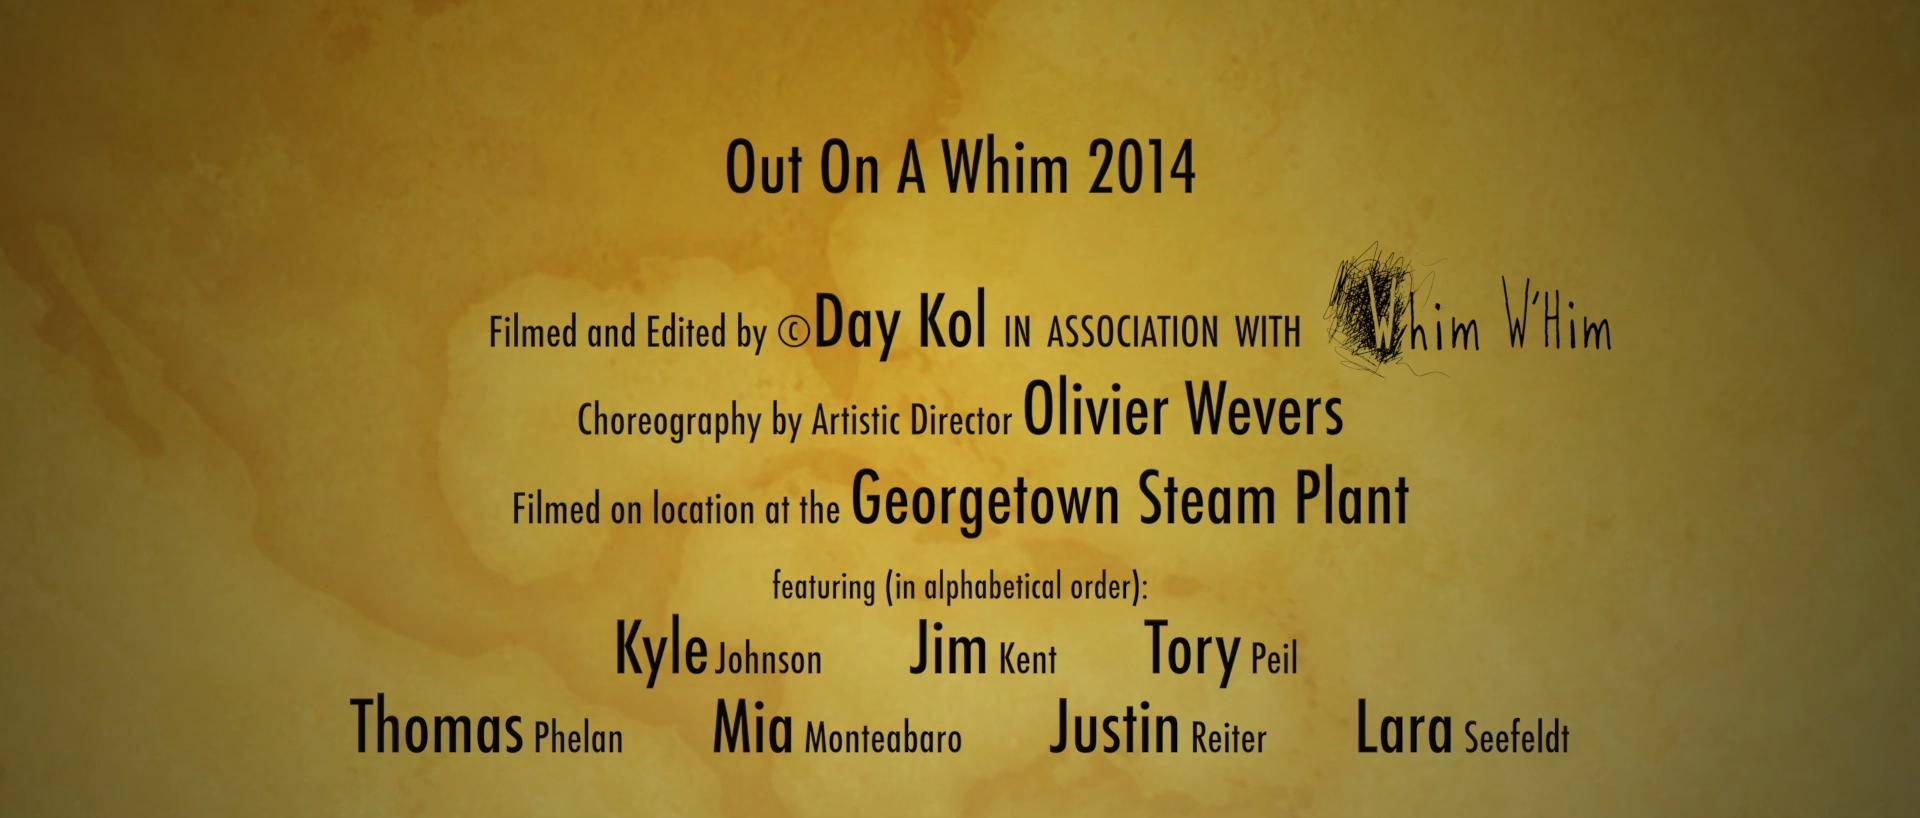 Out On A Whim 2014
Filmed and Edited by ©Day Kol IN ASSOCIATION WITH Whim W'Him
Choreography by Artistic Director Olivier Wevers
Filmed on location at the Georgetown Steam Plant
featuring (in alphabetical order):
Kyle Johnson Jim Kent Tory Peil
Thomas Phelan Mia Monteabaro Justin Reiter Lara Seefeldt